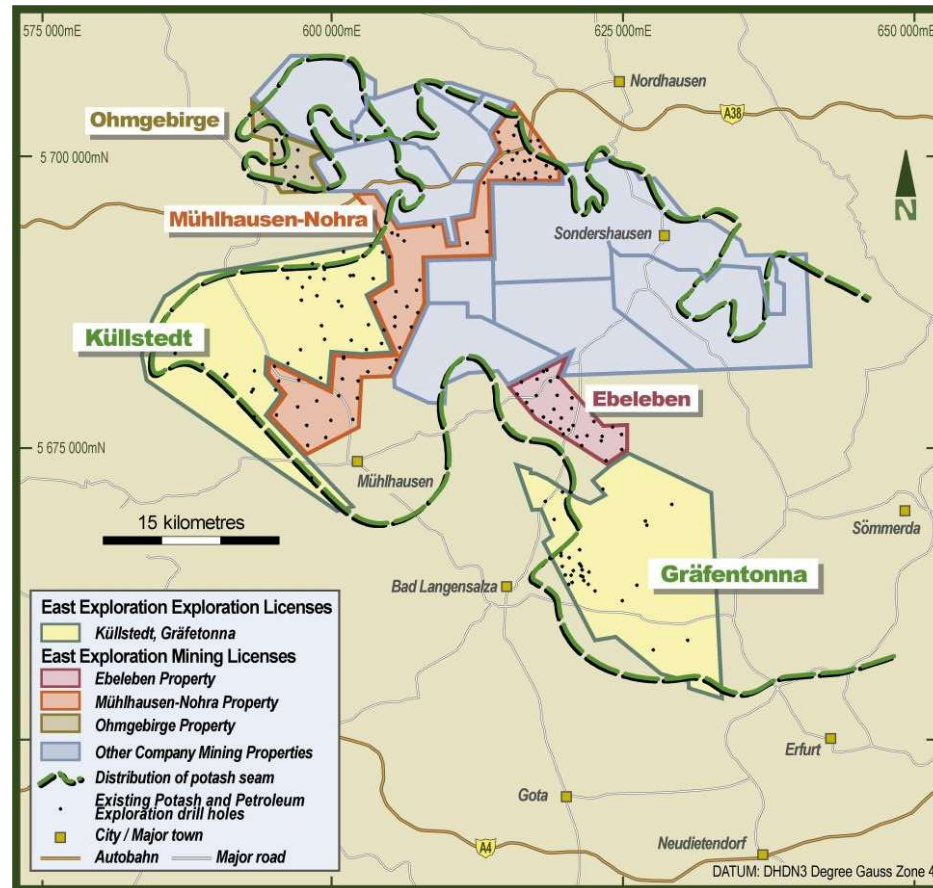 575 000mE
600 000mE
625 000mE
650 000mE
Nordhausen
Ohmgebirge
A38
5 700 000mN
N
Mühlhausen-Nohra
Sondershausen
Küllstedt
Ebeleben
5 675 000mN
Mühlhausen
15 kilometres
Sömmerda
Gräfentonna
Bad Langensalza
East Exploration Exploration Licenses
Küllstedt, Gräfetonna
East Exploration Mining Licenses
Ebeleben Property
Mühlhausen-Nohra Property
Ohmgebirge Property
Other Company Mining Properties
Distribution of potash seam
Existing Potash and Petroleum
Exploration drill holes
City / Major town
Autobahn
Major road
Erfurt
Gota
Neudietendorf
A4
DATUM: DHDN3 Degree Gauss Zone 4